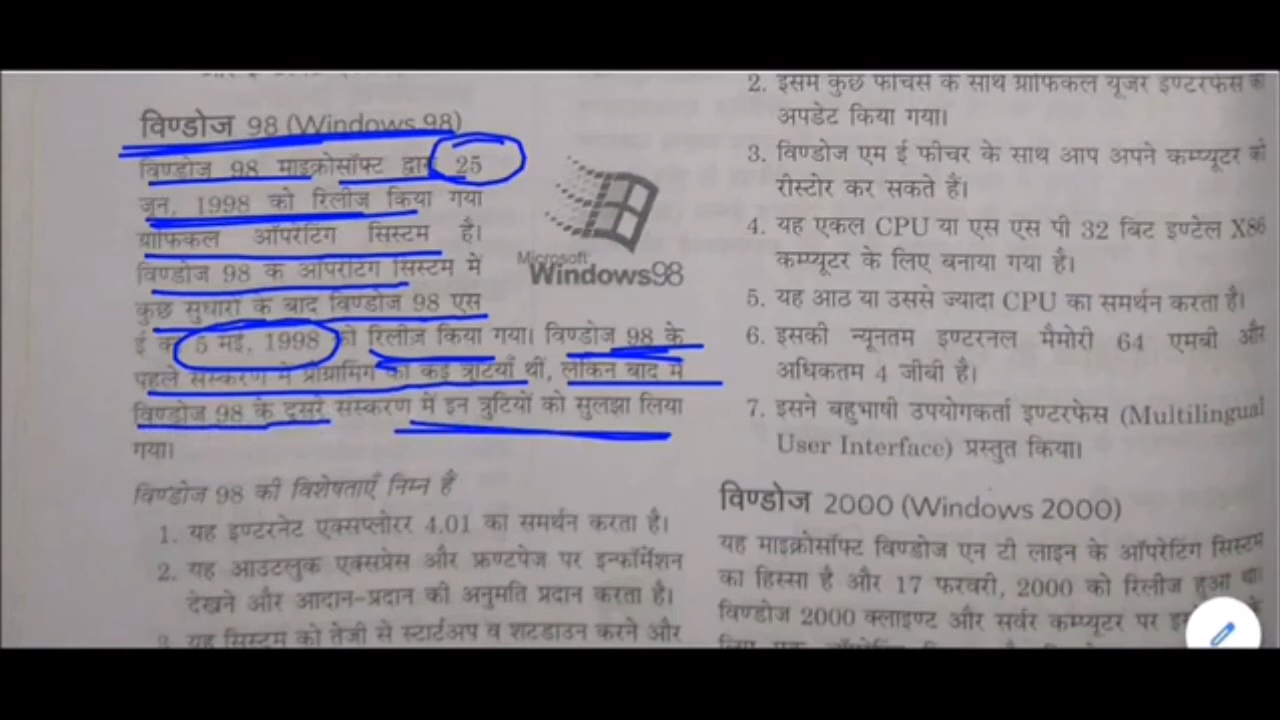 विण्डोज 98 (Windows 98)
विण्डोज 98 माइक्रोसॉफ्ट द्वारा 25
जून, 1998 को रिलीज किया गया
ग्राफिकल ऑपरेटिंग सिस्टम है।
विण्डोज 98 के ऑपरेटिंग सिस्टम में
कुछ सुधारों के बाद विण्डोज 98 एस
ई को 5 मई, 1998 को रिलीज किया गया। विण्डोज 98 के
पहले संस्करण में प्रोग्रामिंग की कई त्रुटियाँ थीं, लेकिन बाद में
विण्डोज 98 के दूसरे संस्करण में इन त्रुटियों को सुलझा लिया
गया।
Microsoft
Windows98
विण्डोज 98 की विशेषताएँ निम्न हैं
1. यह इण्टरनेट एक्सप्लोरर 4.01 का समर्थन करता है।
2. यह आउटलुक एक्सप्रेस और फ्रण्टपेज पर इन्फॉर्मेशन
देखने और आदान-प्रदान की अनुमति प्रदान करता है।
3. यह सिस्टम को तेजी से स्टार्टअप व शटडाउन करने और
2. इसमें कुछ फीचर्स के साथ ग्राफिकल यूजर इण्टरफेस को
अपडेट किया गया।
3. विण्डोज एम ई फीचर के साथ आप अपने कम्प्यूटर को
रीस्टोर कर सकते हैं।
4. यह एकल CPU या एस एस पी 32 बिट इण्टेल X86
कम्प्यूटर के लिए बनाया गया है।
5. यह आठ या उससे ज्यादा CPU का समर्थन करता है।
6. इसकी न्यूनतम इण्टरनल मैमोरी 64 एमबी और
अधिकतम 4 जीबी है।
7. इसने बहुभाषी उपयोगकर्ता इण्टरफेस (Multilingual
User Interface) प्रस्तुत किया।
विण्डोज 2000 (Windows 2000)
यह माइक्रोसॉफ्ट विण्डोज एन टी लाइन के ऑपरेटिंग सिस्टम
का हिस्सा है और 17 फरवरी, 2000 को रिलीज हुआ था।
विण्डोज 2000 क्लाइण्ट और सर्वर कम्प्यूटर पर